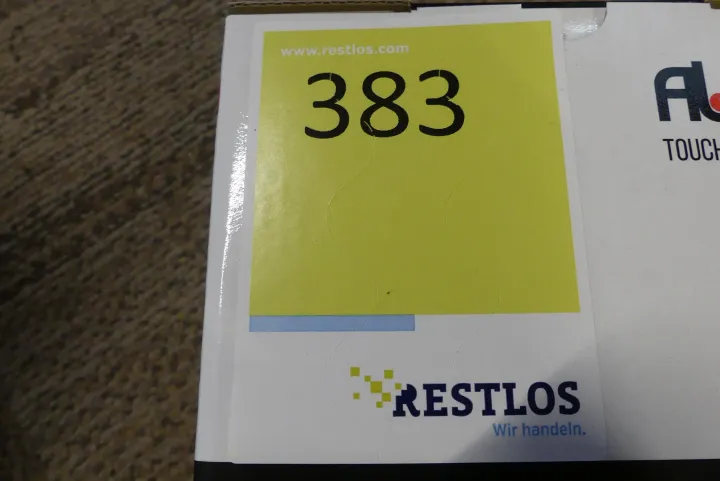 www.restlos.com
383
TOUCH
RESTLOS
Wir handeln.